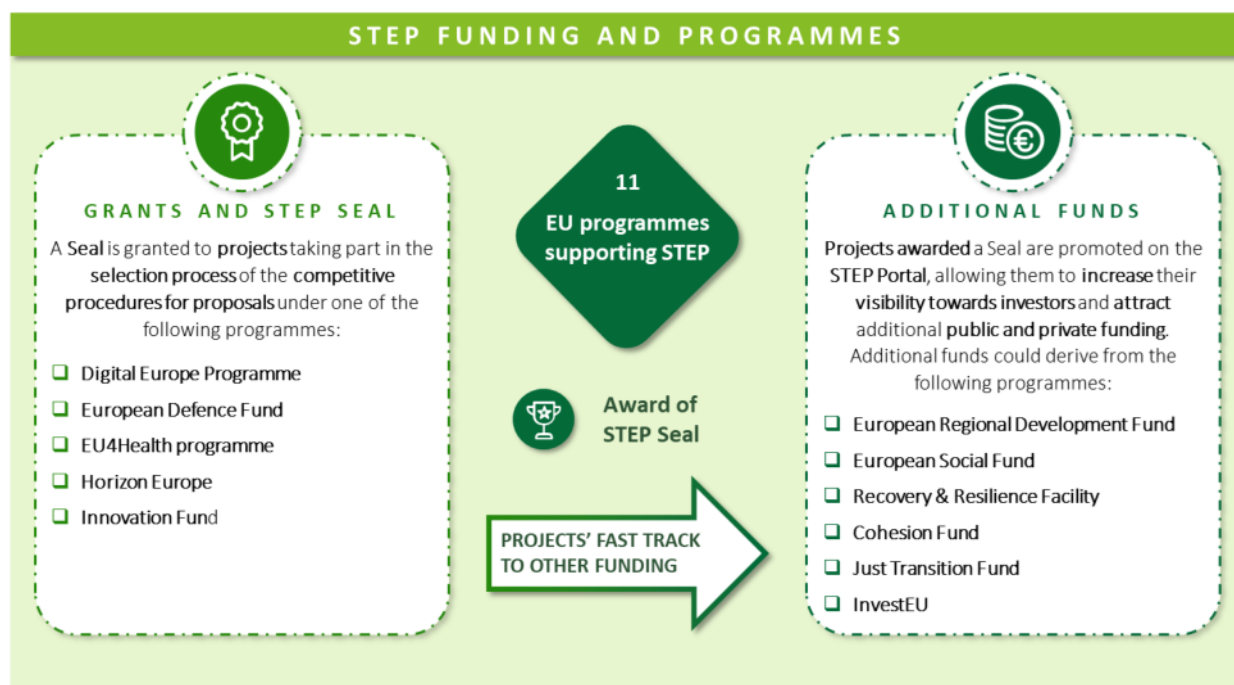 STEP FUNDING AND PROGRAMMES
GRANTS AND STEP SEAL
A Seal is granted to projects taking part in the
selection process of the competitive
procedures for proposals under one of the
following programmes:
Digital Europe Programme
European Defence Fund
EU4Health programme
Horizon Europe
Innovation Fund
11
EU programmes
supporting STEP
Award of
STEP Seal
PROJECTS’ FAST TRACK
TO OTHER FUNDING
ADDITIONAL FUNDS
Projects awarded a Seal are promoted on the
STEP Portal, allowing them to increase their
visibility towards investors and attract
additional public and private funding.
Additional funds could derive from the
following programmes:
European Regional Development Fund
European Social Fund
Recovery & Resilience Facility
Cohesion Fund
Just Transition Fund
InvestEU